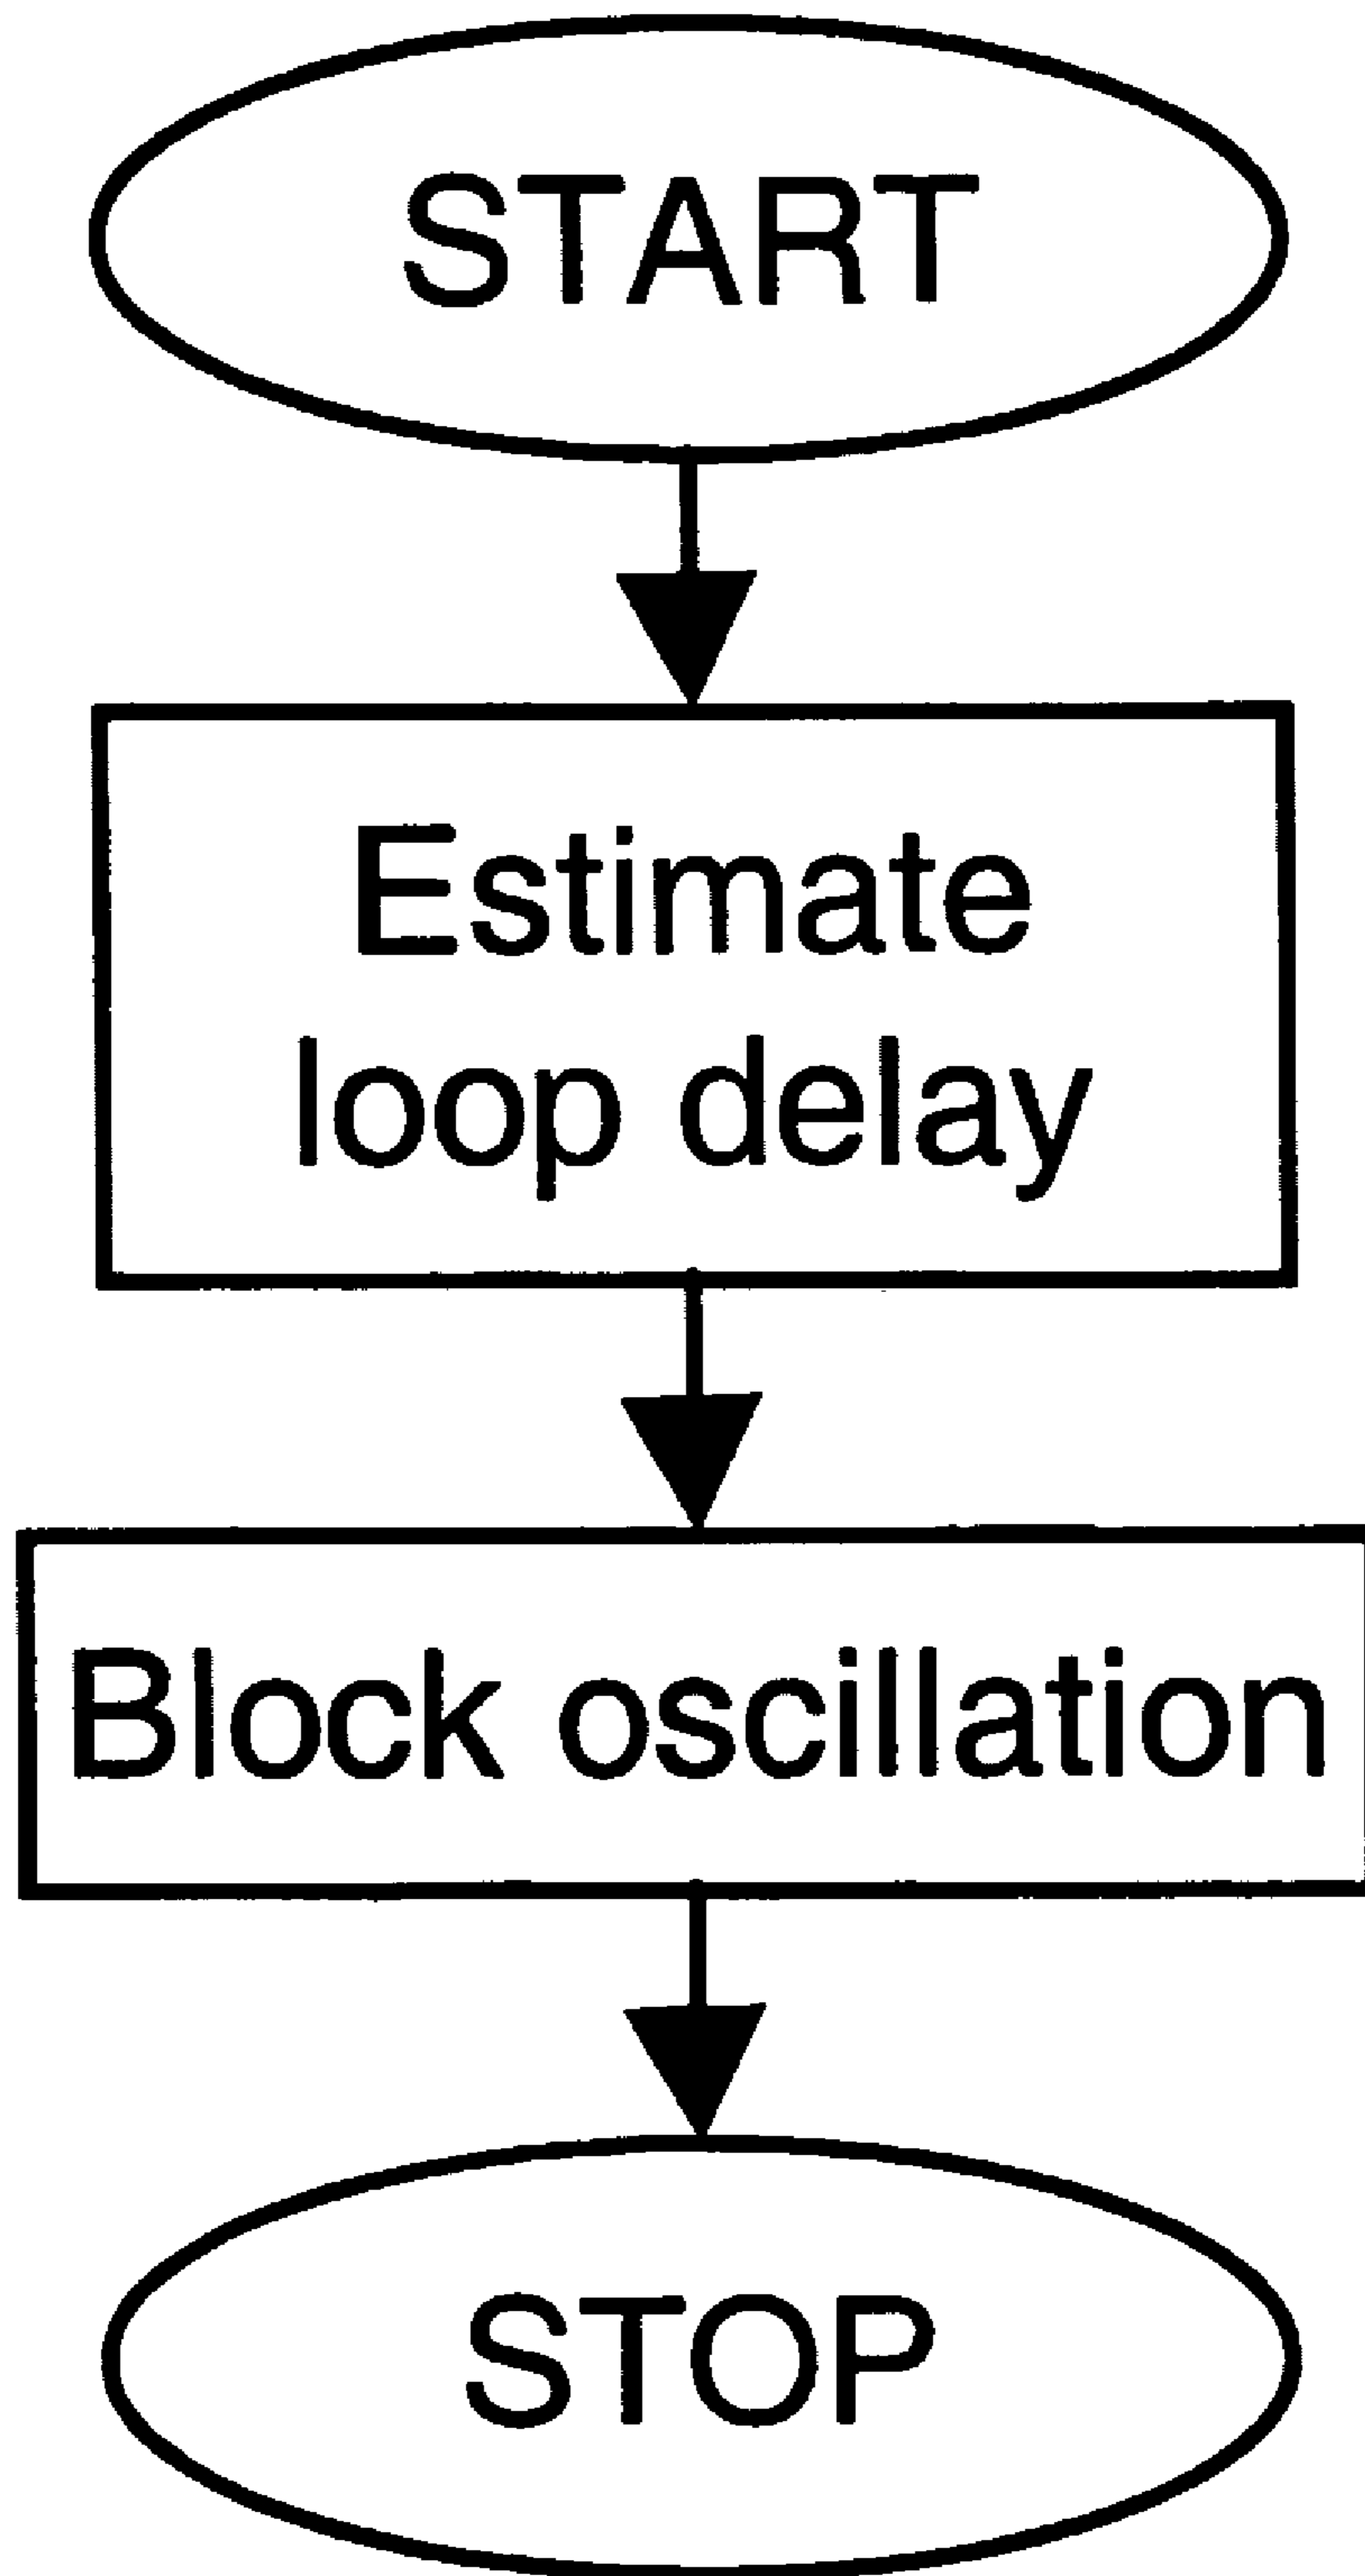 START
Estimate
loop delay
Block oscillation
STOP